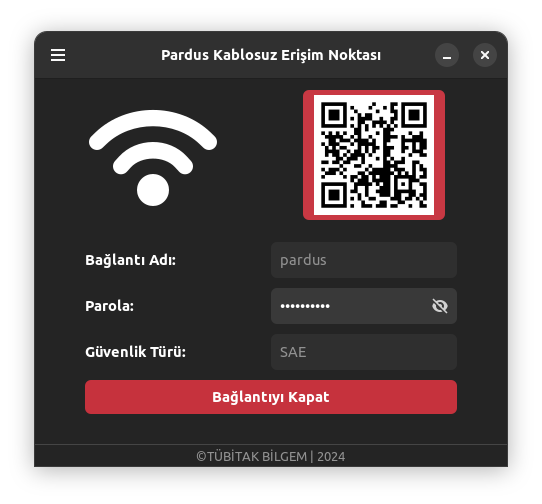 Pardus Kablosuz Erişim Noktası
Bağlantı Adı:
pardus
Parola:
••••••••••
Güvenlik Türü:
SAE
Bağlantıyı Kapat
©TÜBİTAK BİLGEM | 2024